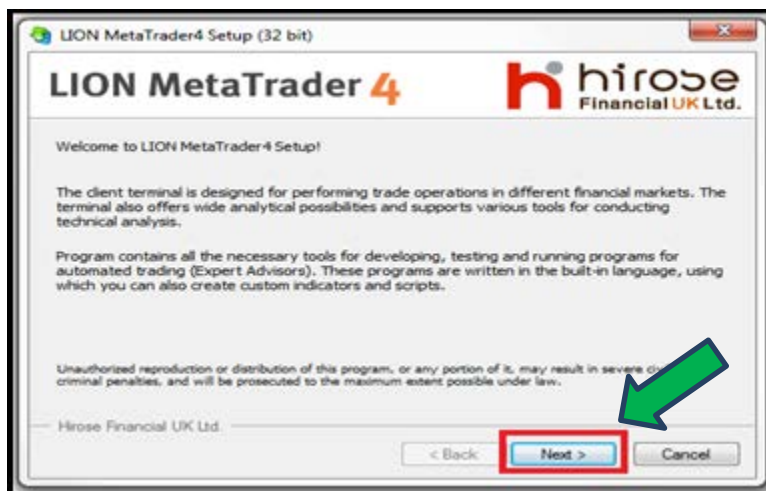 LION MetaTrader4 Setup (32 bit)
LION MetaTrader 4
hirose
Financial UK Ltd.
Welcome to LION MetaTrader4 Setup!
The client terminal is designed for performing trade operations in different financial markets. The
terminal also offers wide analytical possibilities and supports various tools for conducting
technical analysis.
Program contains all the necessary tools for developing, testing and running programs for
automated trading (Expert Advisors). These programs are written in the built-in language, using
which you can also create custom indicators and scripts.
Unauthorized reproduction or distribution of this program, or any portion of it, may result in severe
criminal penalties, and will be prosecuted to the maximum extent possible under law.
Hirose Financial UK Ltd.
< Back
Next >
Cancel